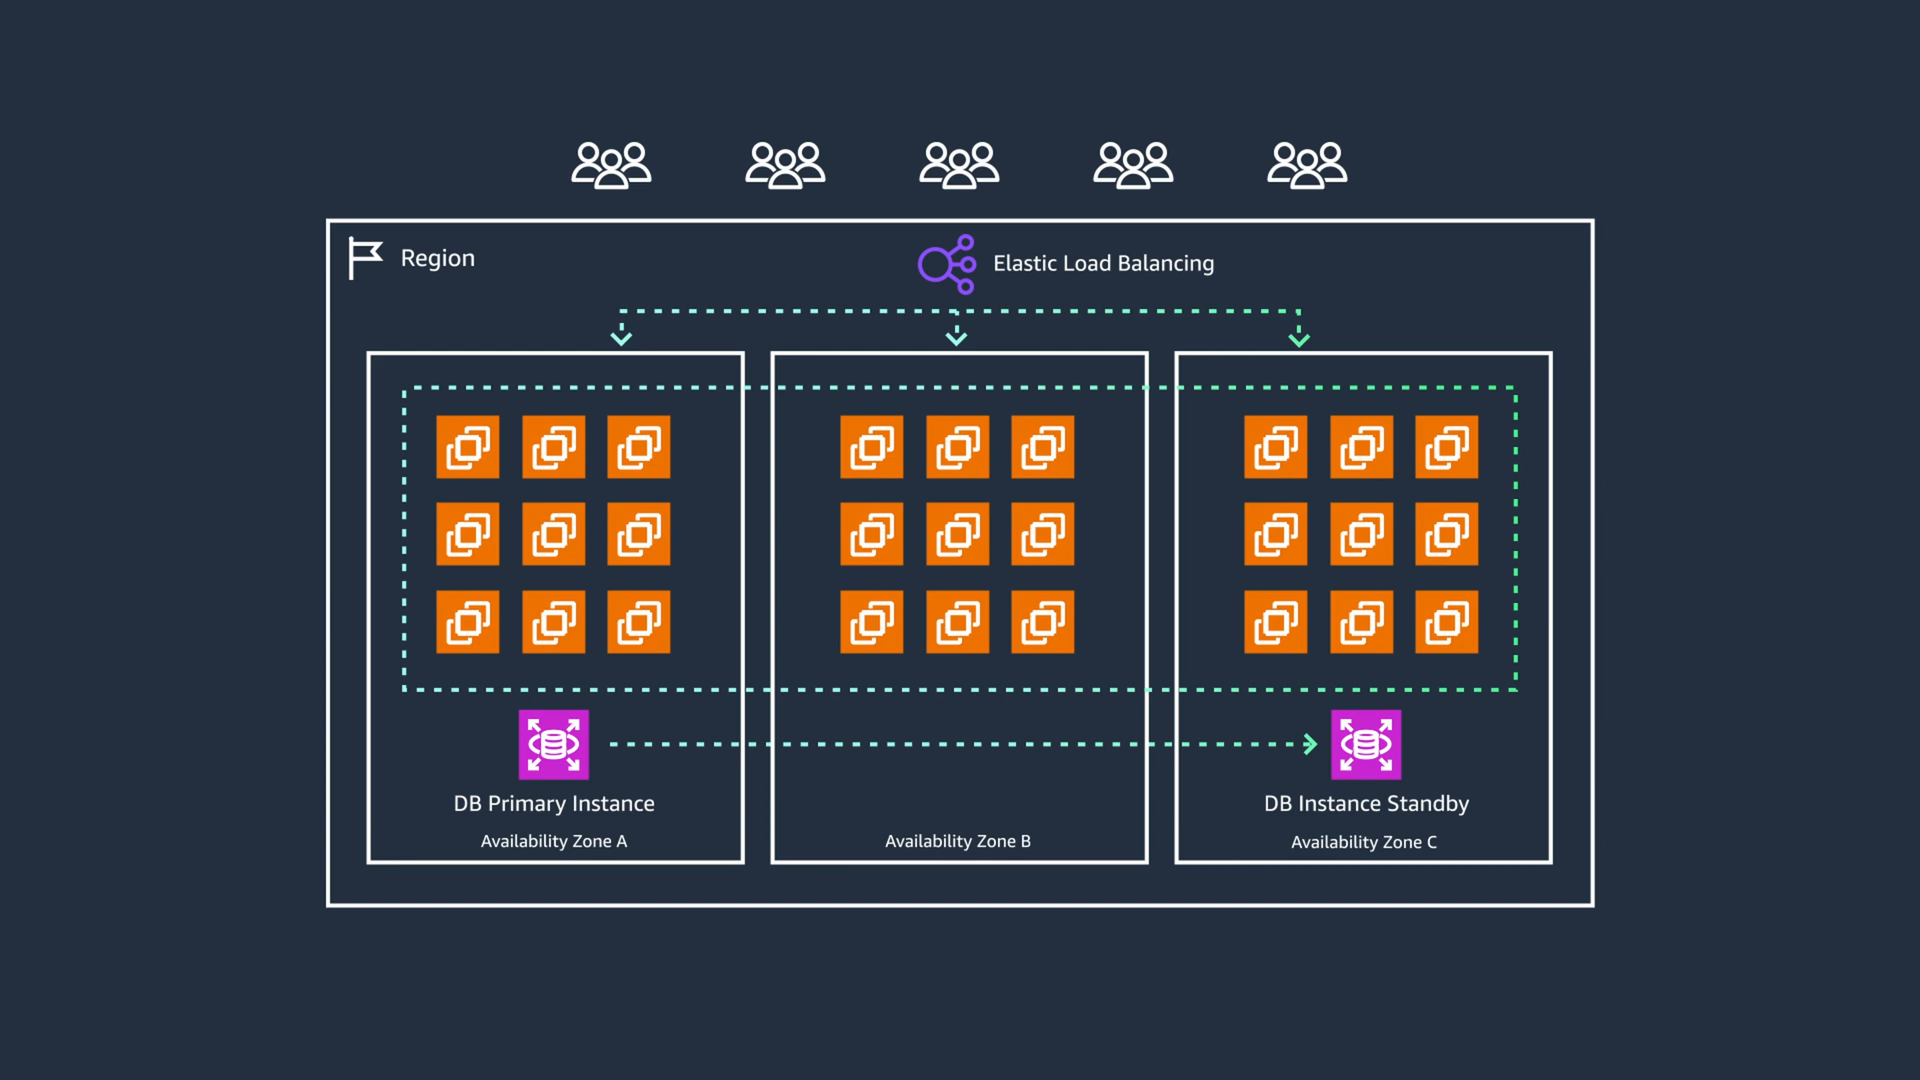 Region
Elastic Load Balancing
DB Primary Instance
Availability Zone A
Availability Zone B
DB Instance Standby
Availability Zone C